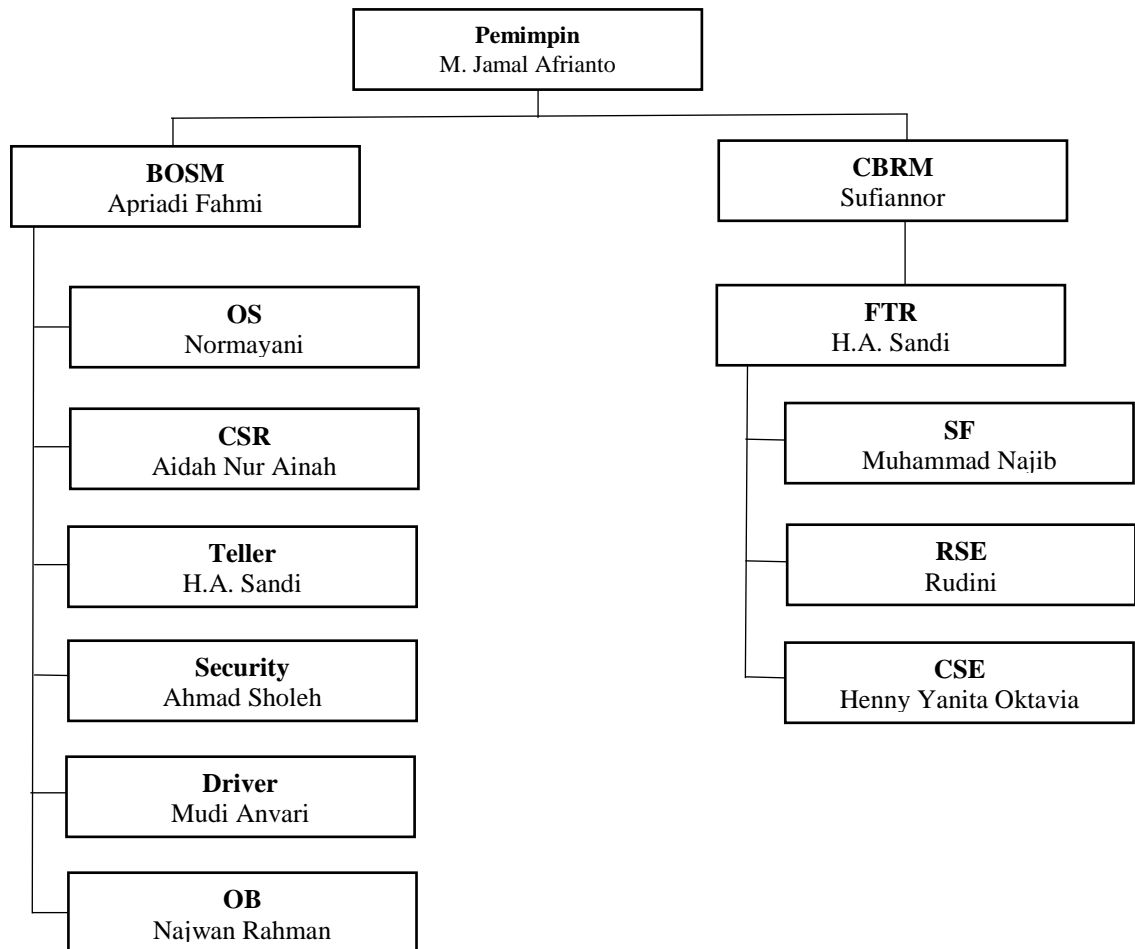 Pemimpin
M. Jamal Afrianto
BOSM
Apriadi Fahmi
CBRM
Sufiannor
OS
Normayani
FTR
H.A. Sandi
CSR
Aidah Nur Ainah
SF
Muhammad Najib
Teller
H.A. Sandi
RSE
Rudini
Security
Ahmad Sholeh
CSE
Henny Yanita Oktavia
Driver
Mudi Anvari
OB
Najwan Rahman